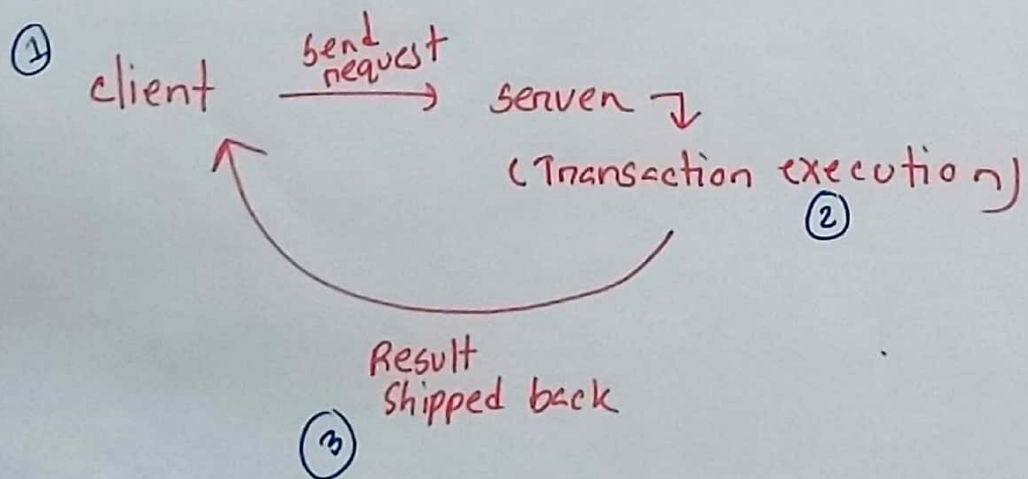 ①
send
request
client
server
(Transaction execution)
②
Result
Shipped back
③